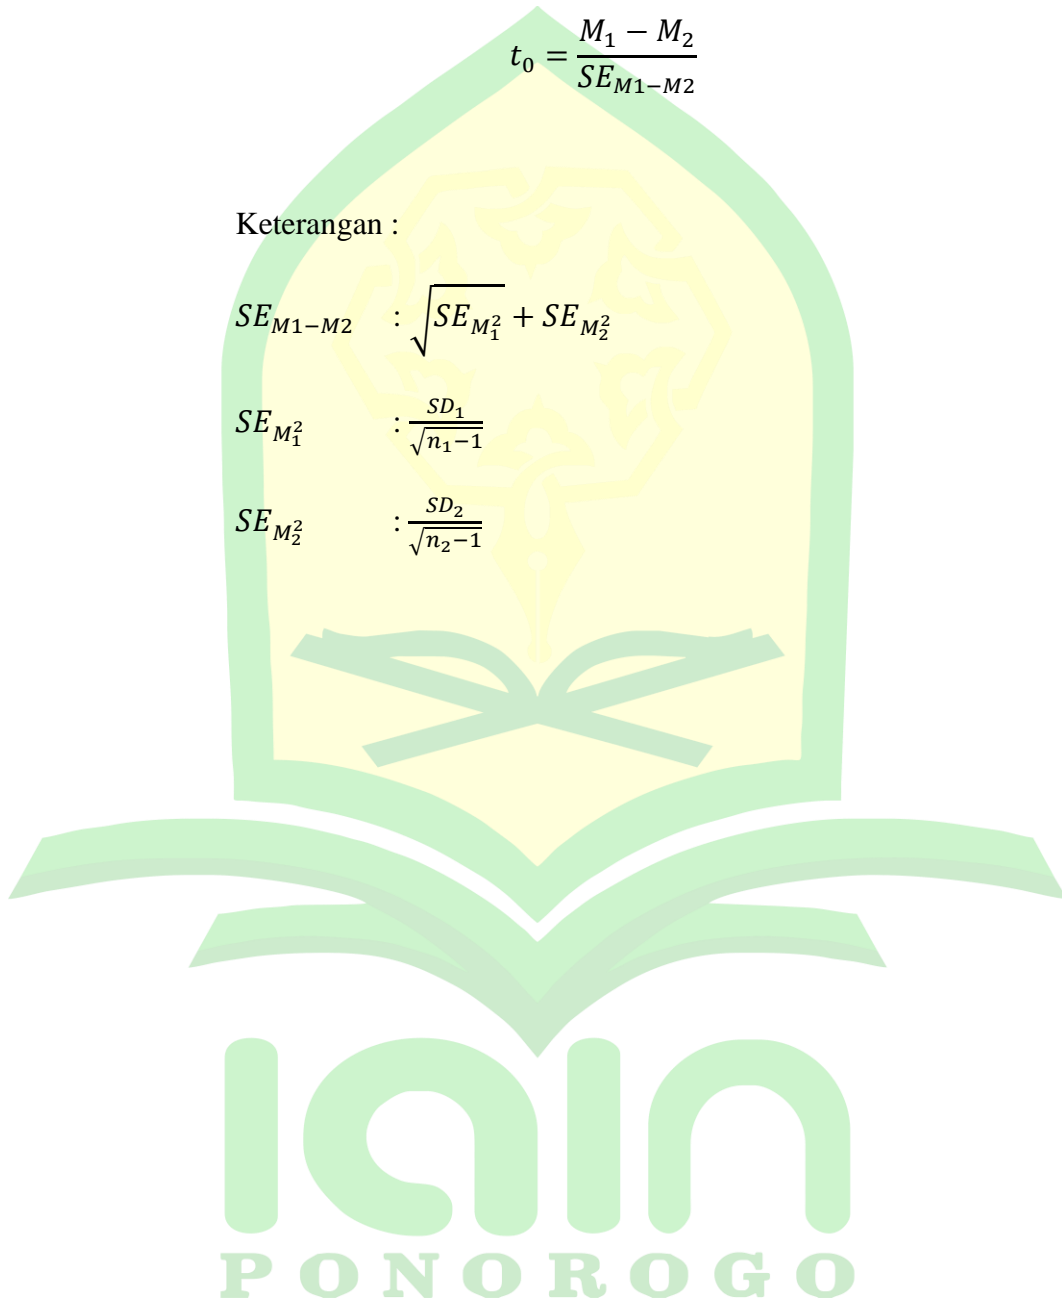 t₀ = (M₁ − M₂) / SE_{M1−M2}
Keterangan :
SE_{M1−M2} : √(SE_{M₁²}) + SE_{M₂²}
SE_{M₁²} : SD₁ / √(n₁−1)
SE_{M₂²} : SD₂ / √(n₂−1)
Iain
PONOROGO